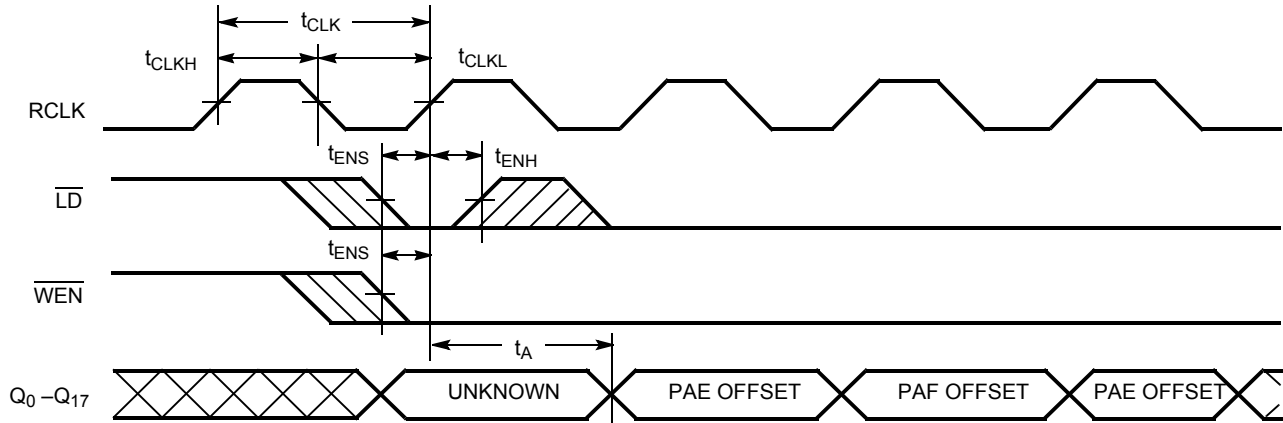 tCLK
tCLKH
tCLKL
RCLK
tENS
tENH
LD
tENS
WEN
tA
Q0 –Q17
UNKNOWN
PAE OFFSET
PAF OFFSET
PAE OFFSET